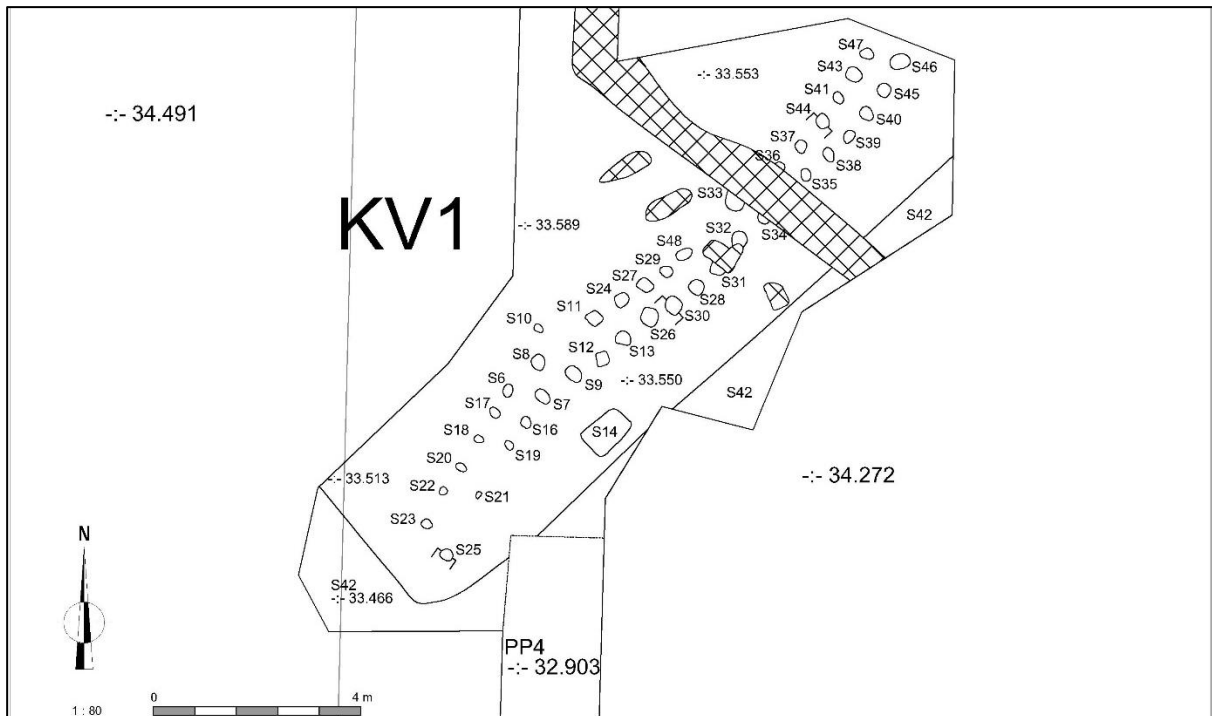 S47
S46
S43
-:- 33.553
S45
S41
-:- 34.491
S44
S40
S37
S39
S36
S38
S35
S33
S42
KV1
-:- 33.589
S34
S32
S48
S29
S31
S27
S28
S24
S30
S11
S26
S10
S13
S12
-:- 33.550
S9
S8
S6
S42
S7
S17
S16
S14
S18
S19
S20
-:- 33.513
-:- 34.272
S22
S21
S23
N
S25
S42
-:- 33.466
PP4
-:- 32.903
0
4 m
1 : 80